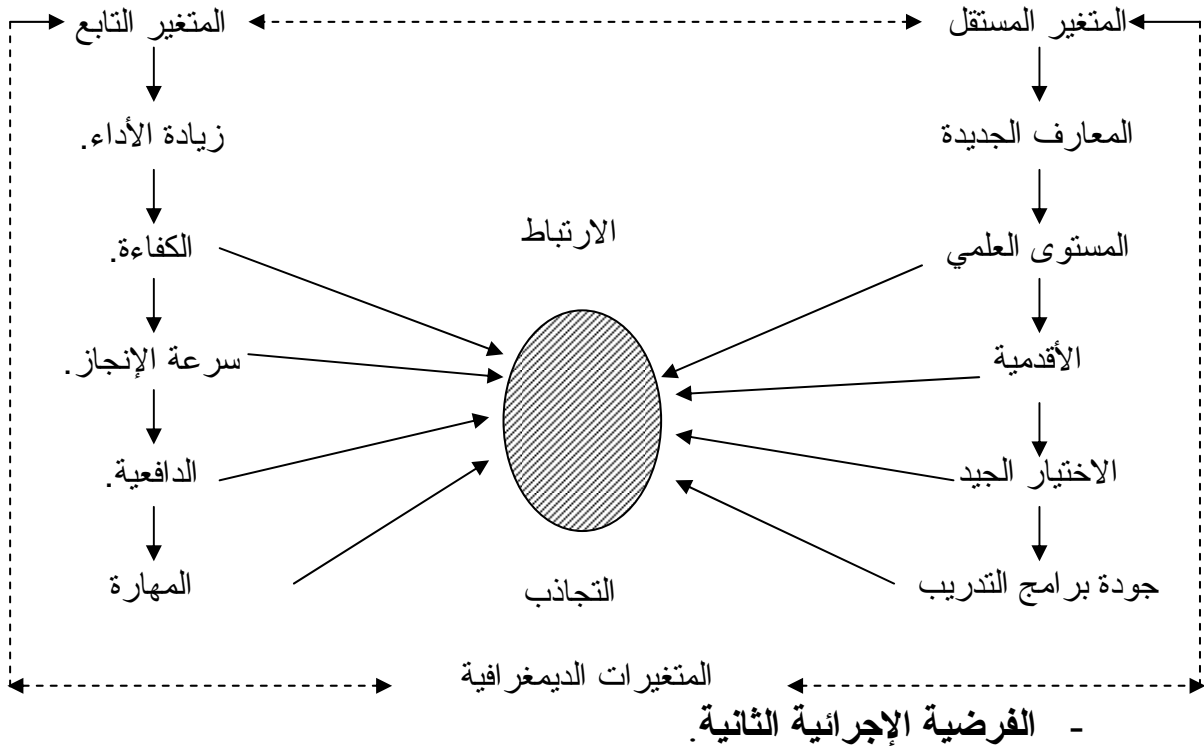 المتغير المستقل المتغير التابع
المعارف الجديدة زيادة الأداء.
المستوى العلمي الارتباط الكفاءة.
الأقدمية سرعة الإنجاز.
الاختيار الجيد الدافعية.
جودة برامج التدريب التجاذب المهارة
المتغيرات الديمغرافية
- الفرضية الإجرائية الثانية.